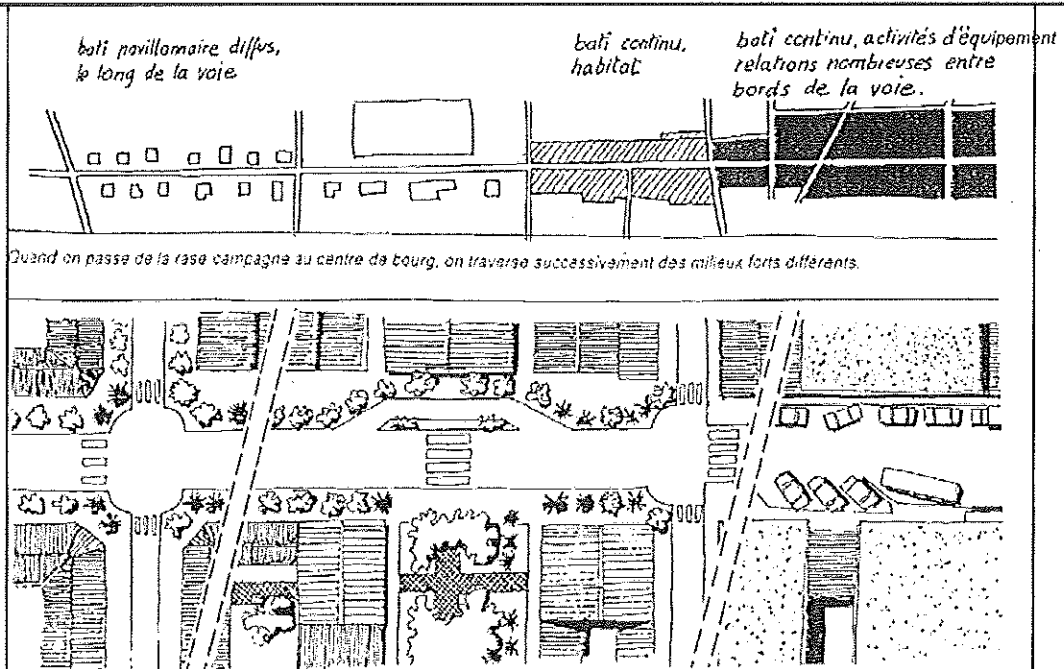 bati pavillonnaire diffus,
le long de la voie.
bati continu,
habitat
bati continu, activités d'équipement
relations nombreuses entre
bords de la voie.
Quand on passe de la rase campagne au centre de bourg, on traverse successivement des milieux forts différents.